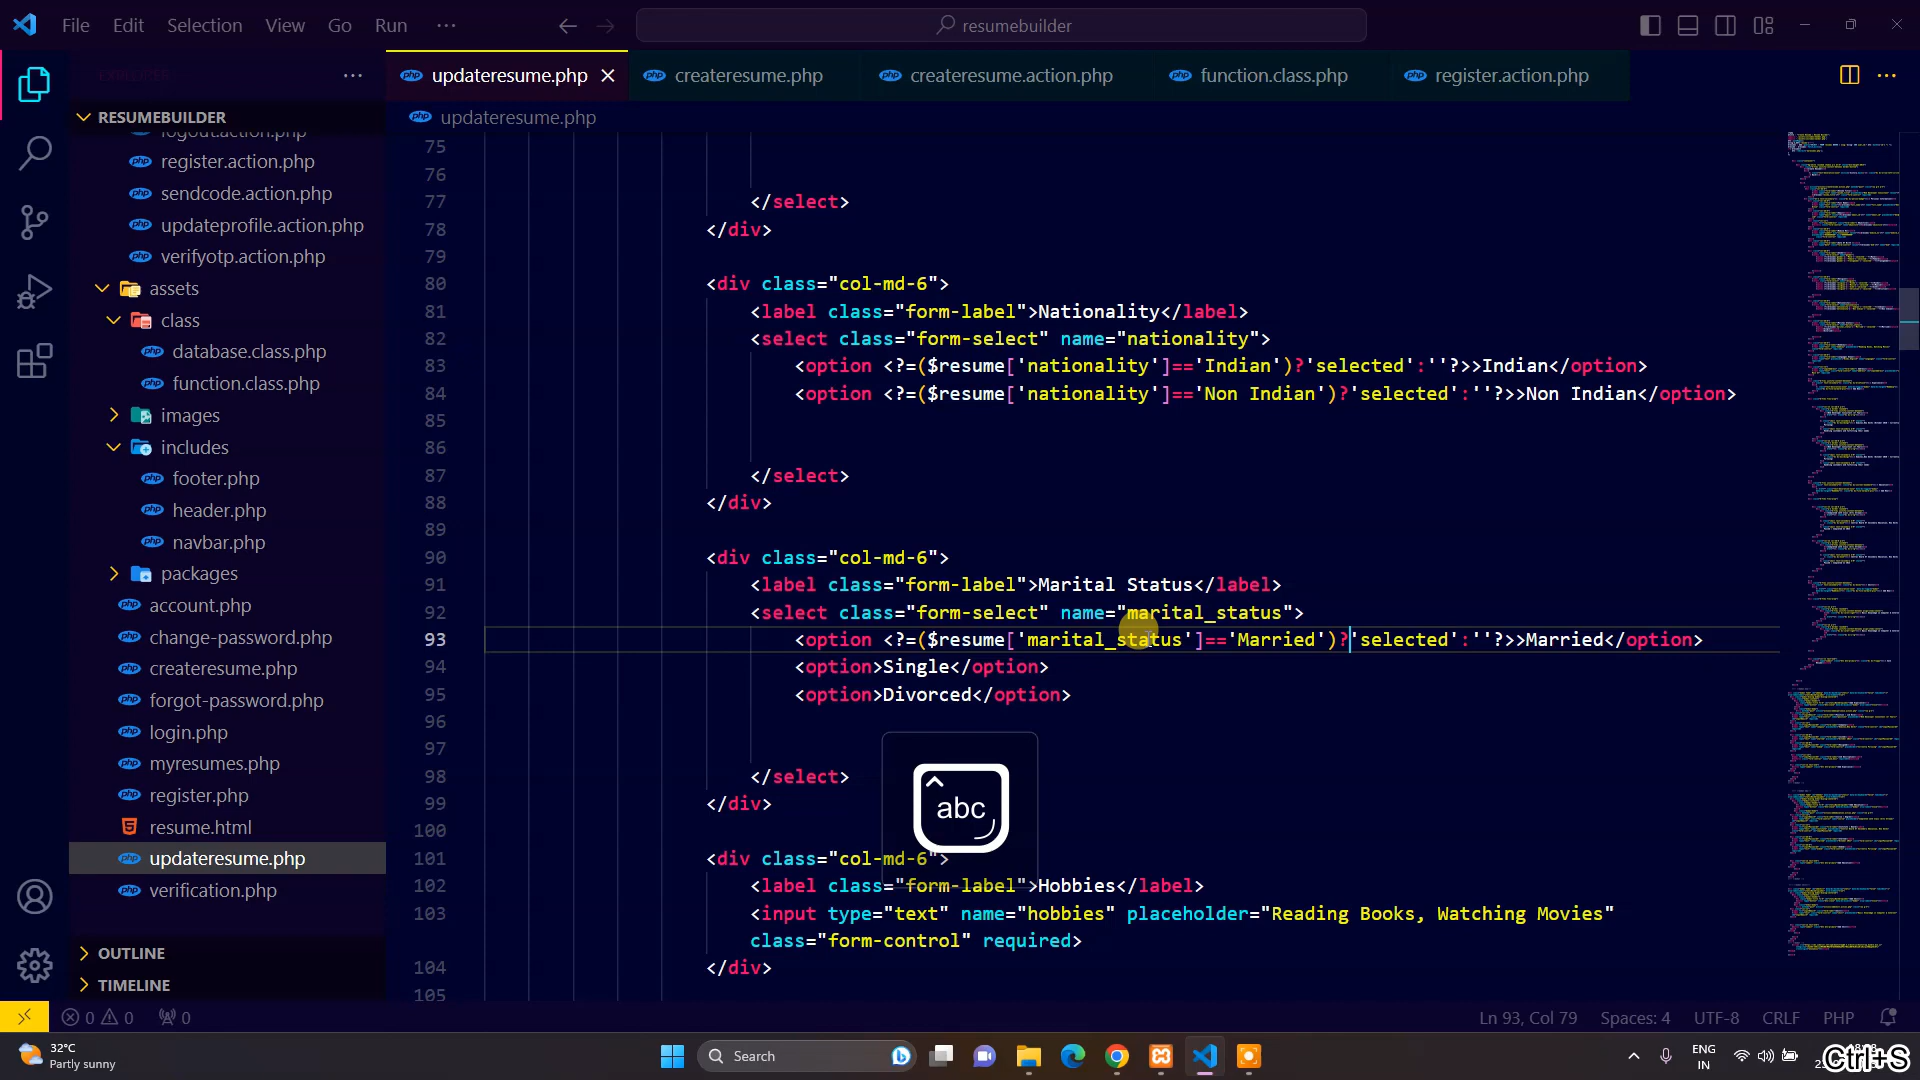 File Edit Selection View Go Run ··· resumebuilder
updateresume.php createresume.php createresume.action.php function.class.php register.action.php
RESUMEBUILDER
updateresume.php
logout.action.php
register.action.php
sendcode.action.php
updateprofile.action.php
verifyotp.action.php
assets
class
database.class.php
function.class.php
images
includes
footer.php
header.php
navbar.php
packages
account.php
change-password.php
createresume.php
forgot-password.php
login.php
myresumes.php
register.php
resume.html
updateresume.php
verification.php
OUTLINE
TIMELINE
75
76
77 </select>
78 </div>
79
80 <div class="col-md-6">
81 <label class="form-label">Nationality</label>
82 <select class="form-select" name="nationality">
83 <option <?=($resume['nationality']=='Indian')?'selected':''?>>Indian</option>
84 <option <?=($resume['nationality']=='Non Indian')?'selected':''?>>Non Indian</option>
85
86
87 </select>
88 </div>
89
90 <div class="col-md-6">
91 <label class="form-label">Marital Status</label>
92 <select class="form-select" name="marital_status">
93 <option <?=($resume['marital_status']=='Married')?'selected':''?>>Married</option>
94 <option>Single</option>
95 <option>Divorced</option>
96
97
98 </select>
99 </div>
100
101 <div class="col-md-6">
102 <label class="form-label">Hobbies</label>
103 <input type="text" name="hobbies" placeholder="Reading Books, Watching Movies"
class="form-control" required>
104 </div>
105
abc
0 0 0 Ln 93, Col 79 Spaces: 4 UTF-8 CRLF PHP
32°C
Partly sunny
Search
ENG
IN
Ctrl+S